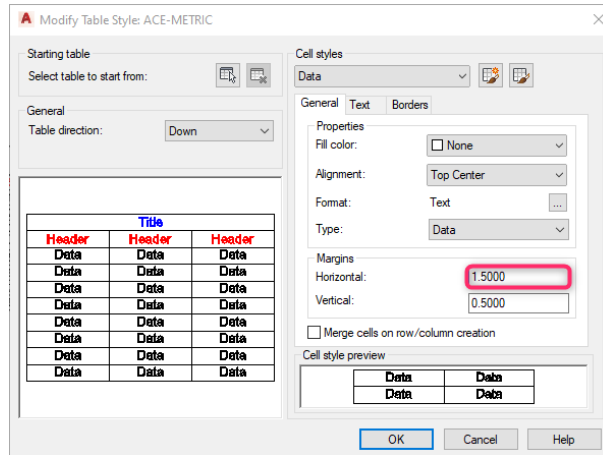 Modify Table Style: ACE-METRIC
Starting table
Select table to start from:
General
Table direction:
Down
Title
Header Header Header
Data Data Data
Data Data Data
Data Data Data
Data Data Data
Data Data Data
Data Data Data
Data Data Data
Data Data Data
Cell styles
Data
General Text Borders
Properties
Fill color:
None
Alignment:
Top Center
Format:
Text
...
Type:
Data
Margins
Horizontal:
1.5000
Vertical:
0.5000
Merge cells on row/column creation
Cell style preview
Data Data
Data Data
OK Cancel Help